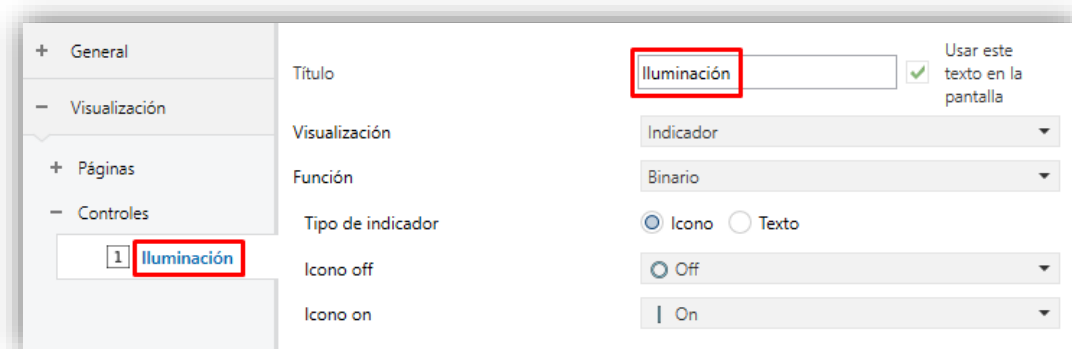 + General
− Visualización
+ Páginas
− Controles
1 Iluminación
Título Iluminación Usar este
texto en la
pantalla
Visualización Indicador
Función Binario
Tipo de indicador Icono Texto
Icono off Off
Icono on On